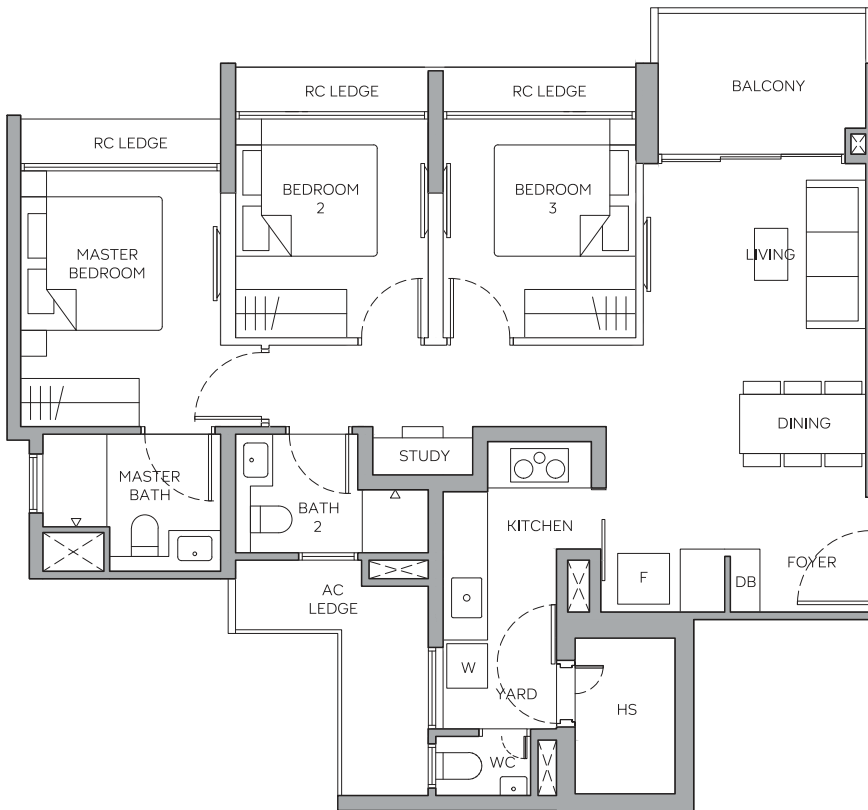 BALCONY
RC LEDGE
RC LEDGE
RC LEDGE
BEDROOM
2
BEDROOM
3
MASTER
BEDROOM
LIVING
DINING
STUDY
MASTER
BATH
BATH
2
KITCHEN
FOYER
F
DB
AC
LEDGE
W
YARD
HS
WC